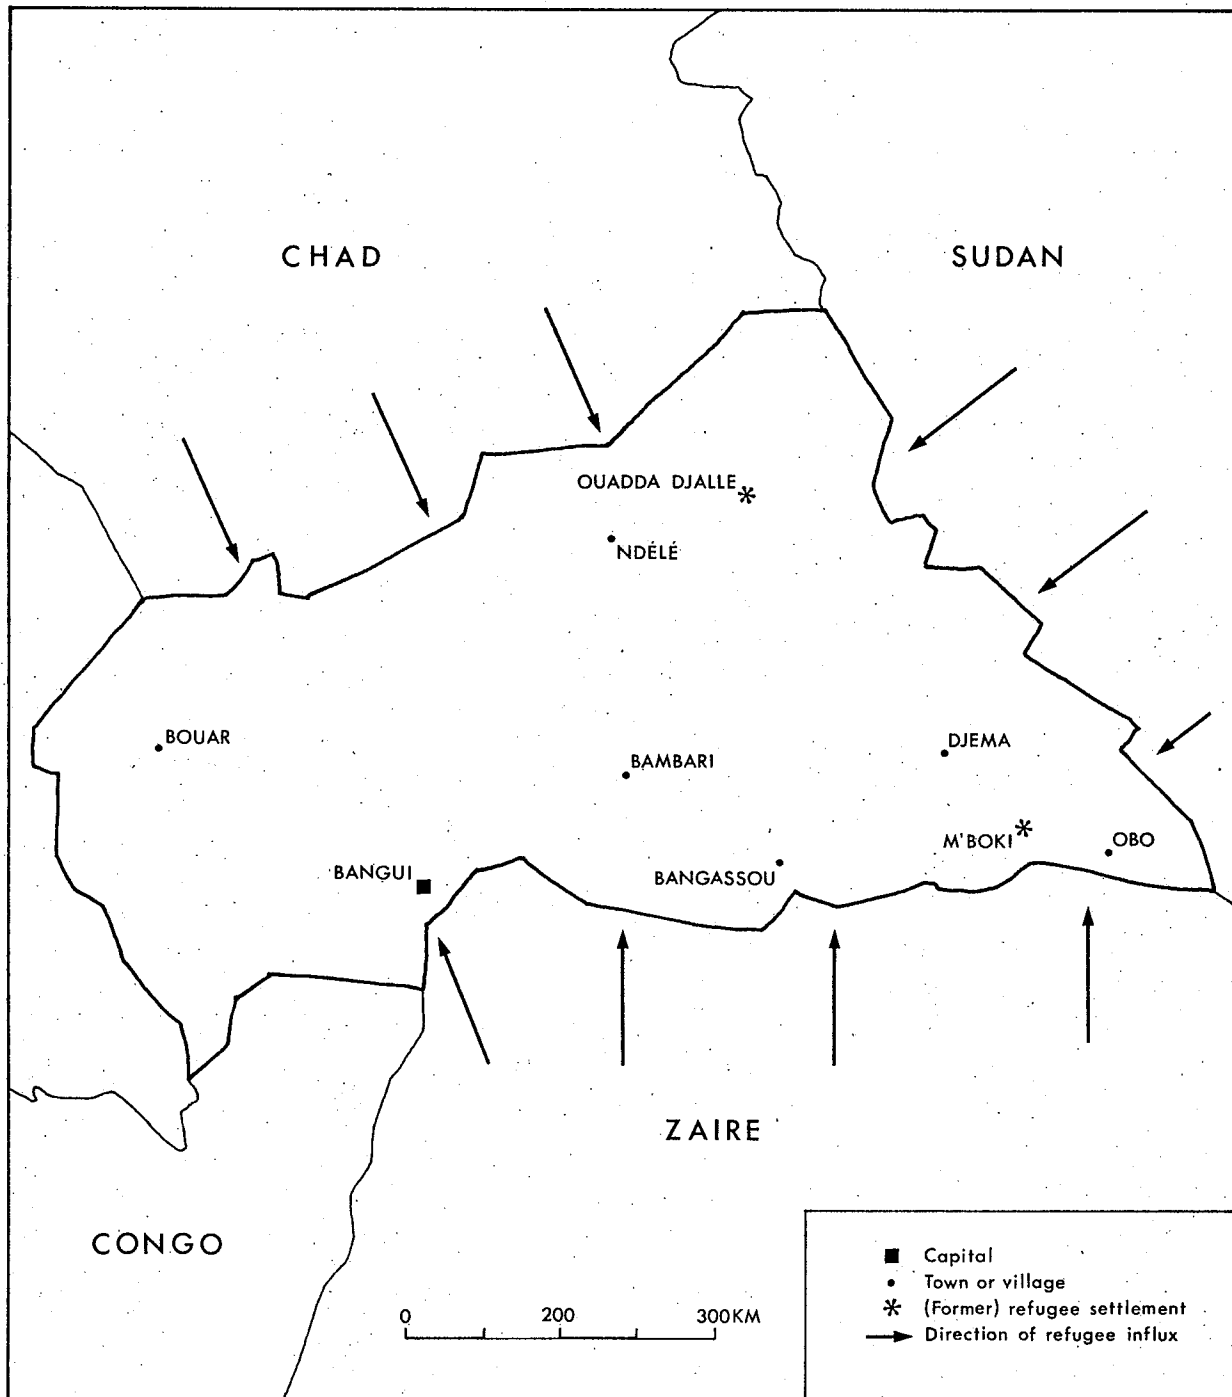 CHAD
SUDAN
OUADDA DJALLE
NDÉLÉ
BOUAR
BAMBARI
DJEMA
M'BOKI
OBO
BANGUI
BANGASSOU
ZAIRE
CONGO
0 200 300KM
Capital
Town or village
(Former) refugee settlement
Direction of refugee influx